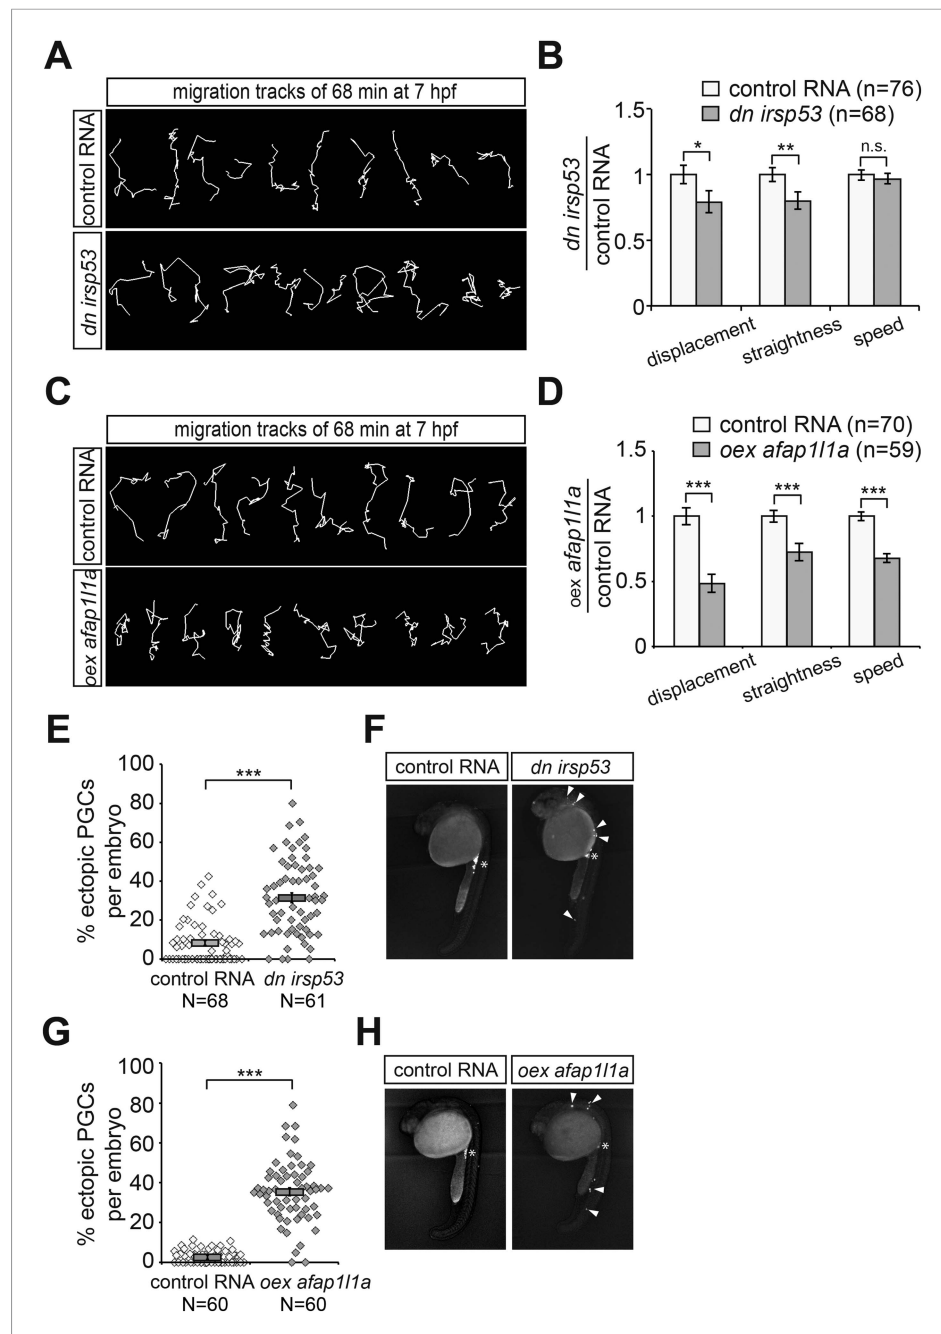 A
migration tracks of 68 min at 7 hpf
control RNA
dn irsp53
B
control RNA (n=76)
dn irsp53 (n=68)
dn irsp53
control RNA
1.5
1
0.5
0
*
**
n.s.
displacement
straightness
speed
C
migration tracks of 68 min at 7 hpf
control RNA
oex afap1l1a
D
control RNA (n=70)
oex afap1l1a (n=59)
oex afap1l1a
control RNA
1.5
1
0.5
0
***
***
***
displacement
straightness
speed
E
% ectopic PGCs
per embryo
100
80
60
40
20
0
***
control RNA dn irsp53
N=68 N=61
F
control RNA dn irsp53
*
*
G
% ectopic PGCs
per embryo
100
80
60
40
20
0
***
control RNA oex afap1l1a
N=60 N=60
H
control RNA oex afap1l1a
*
*